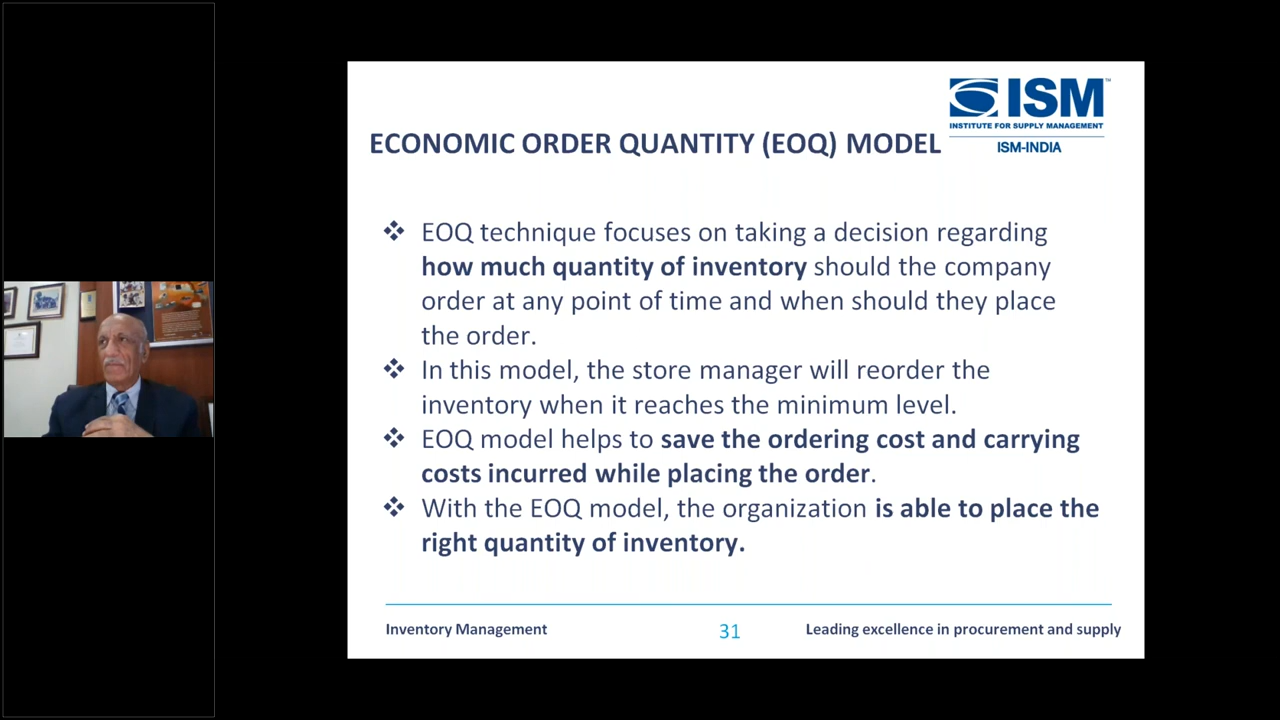 ISM™
INSTITUTE FOR SUPPLY MANAGEMENT
ISM-INDIA
ECONOMIC ORDER QUANTITY (EOQ) MODEL
❖ EOQ technique focuses on taking a decision regarding
how much quantity of inventory should the company
order at any point of time and when should they place
the order.
❖ In this model, the store manager will reorder the
inventory when it reaches the minimum level.
❖ EOQ model helps to save the ordering cost and carrying
costs incurred while placing the order.
❖ With the EOQ model, the organization is able to place the
right quantity of inventory.
Inventory Management
31
Leading excellence in procurement and supply